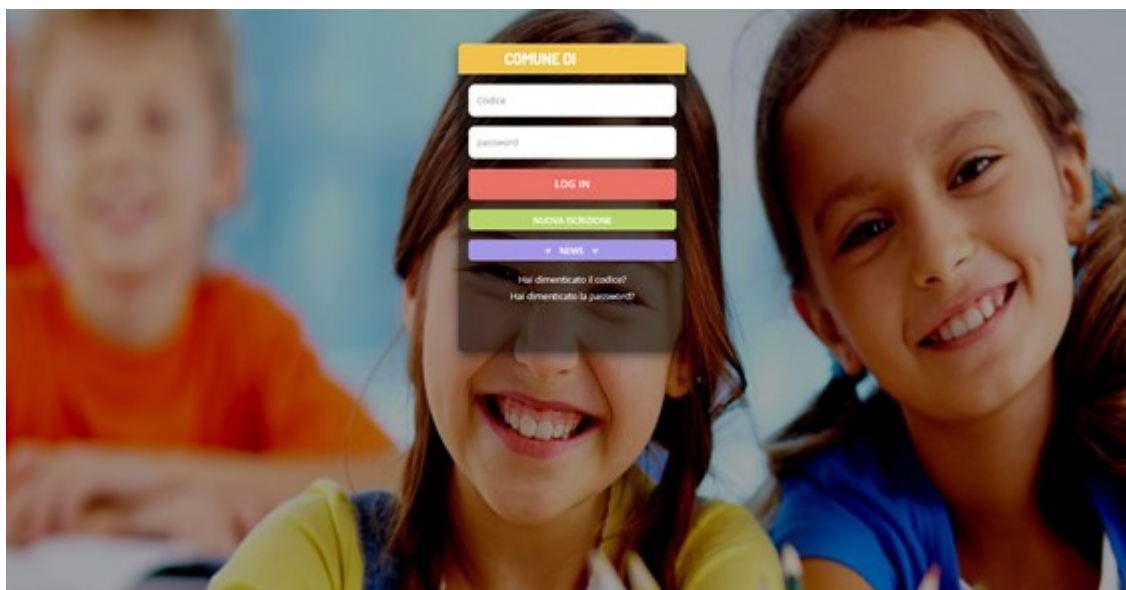 COMUNE DI
Codice
password
LOG IN
NUOVA ISCRIZIONE
NEWS
Hai dimenticato il codice?
Hai dimenticato la password?